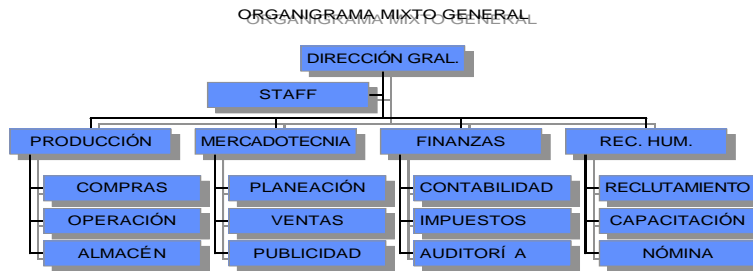 ORGANIGRAMA MIXTO GENERAL
DIRECCIÓN GRAL.
STAFF
PRODUCCIÓN
COMPRAS
OPERACIÓN
ALMACÉN
MERCADOTECNIA
PLANEACIÓN
VENTAS
PUBLICIDAD
FINANZAS
CONTABILIDAD
IMPUESTOS
AUDITORÍ A
REC. HUM.
RECLUTAMIENTO
CAPACITACIÓN
NÓMINA